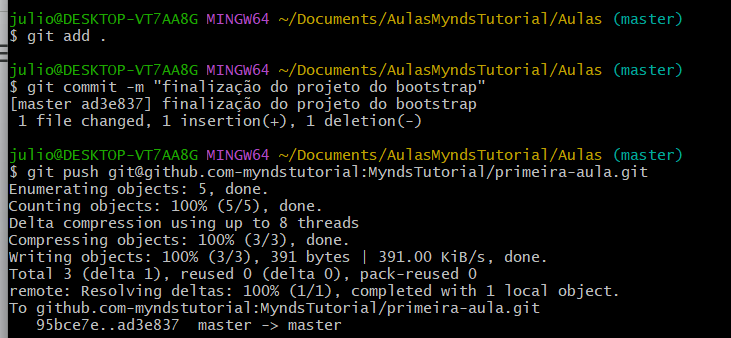 julio@DESKTOP-VT7AA8G MINGW64 ~/Documents/AulasMyndsTutorial/Aulas (master)
$ git add .
julio@DESKTOP-VT7AA8G MINGW64 ~/Documents/AulasMyndsTutorial/Aulas (master)
$ git commit -m "finalização do projeto do bootstrap"
[master ad3e837] finalização do projeto do bootstrap
 1 file changed, 1 insertion(+), 1 deletion(-)
julio@DESKTOP-VT7AA8G MINGW64 ~/Documents/AulasMyndsTutorial/Aulas (master)
$ git push git@github.com-myndstutorial:MyndsTutorial/primeira-aula.git
Enumerating objects: 5, done.
Counting objects: 100% (5/5), done.
Delta compression using up to 8 threads
Compressing objects: 100% (3/3), done.
Writing objects: 100% (3/3), 391 bytes | 391.00 KiB/s, done.
Total 3 (delta 1), reused 0 (delta 0), pack-reused 0
remote: Resolving deltas: 100% (1/1), completed with 1 local object.
To github.com-myndstutorial:MyndsTutorial/primeira-aula.git
   95bce7e..ad3e837  master -> master